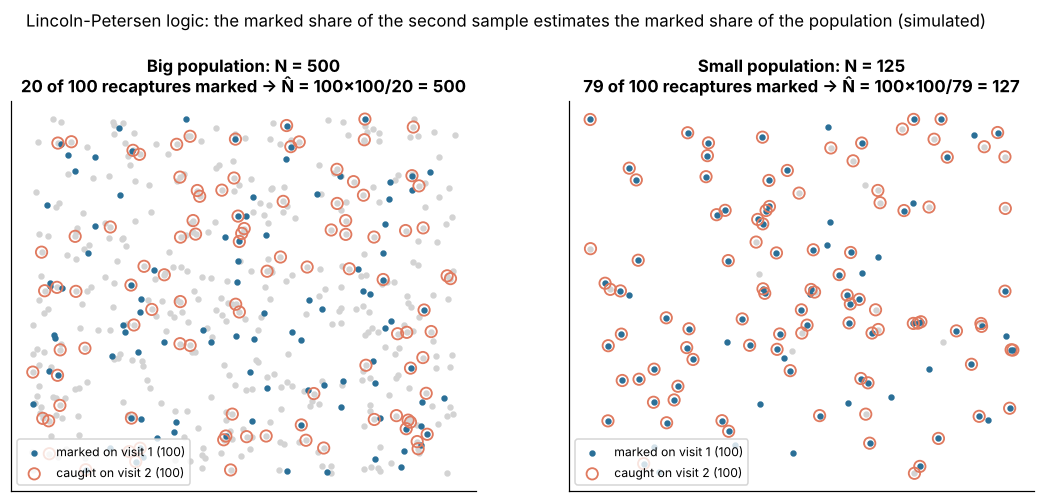 Lincoln-Petersen logic: the marked share of the second sample estimates the marked share of the population (simulated)
Big population: N = 500
20 of 100 recaptures marked → N̂ = 100×100/20 = 500
marked on visit 1 (100)
caught on visit 2 (100)
Small population: N = 125
79 of 100 recaptures marked → N̂ = 100×100/79 = 127
marked on visit 1 (100)
caught on visit 2 (100)